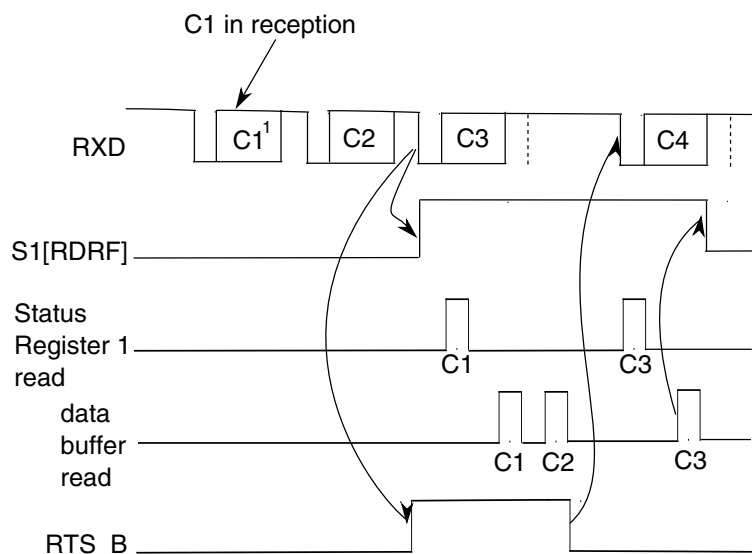 C1 in reception
RXD
C1 1
C2
C3
C4
S1[RDRF]
Status
Register 1
read
C1
C3
data
buffer
read
C1
C2
C3
RTS_B